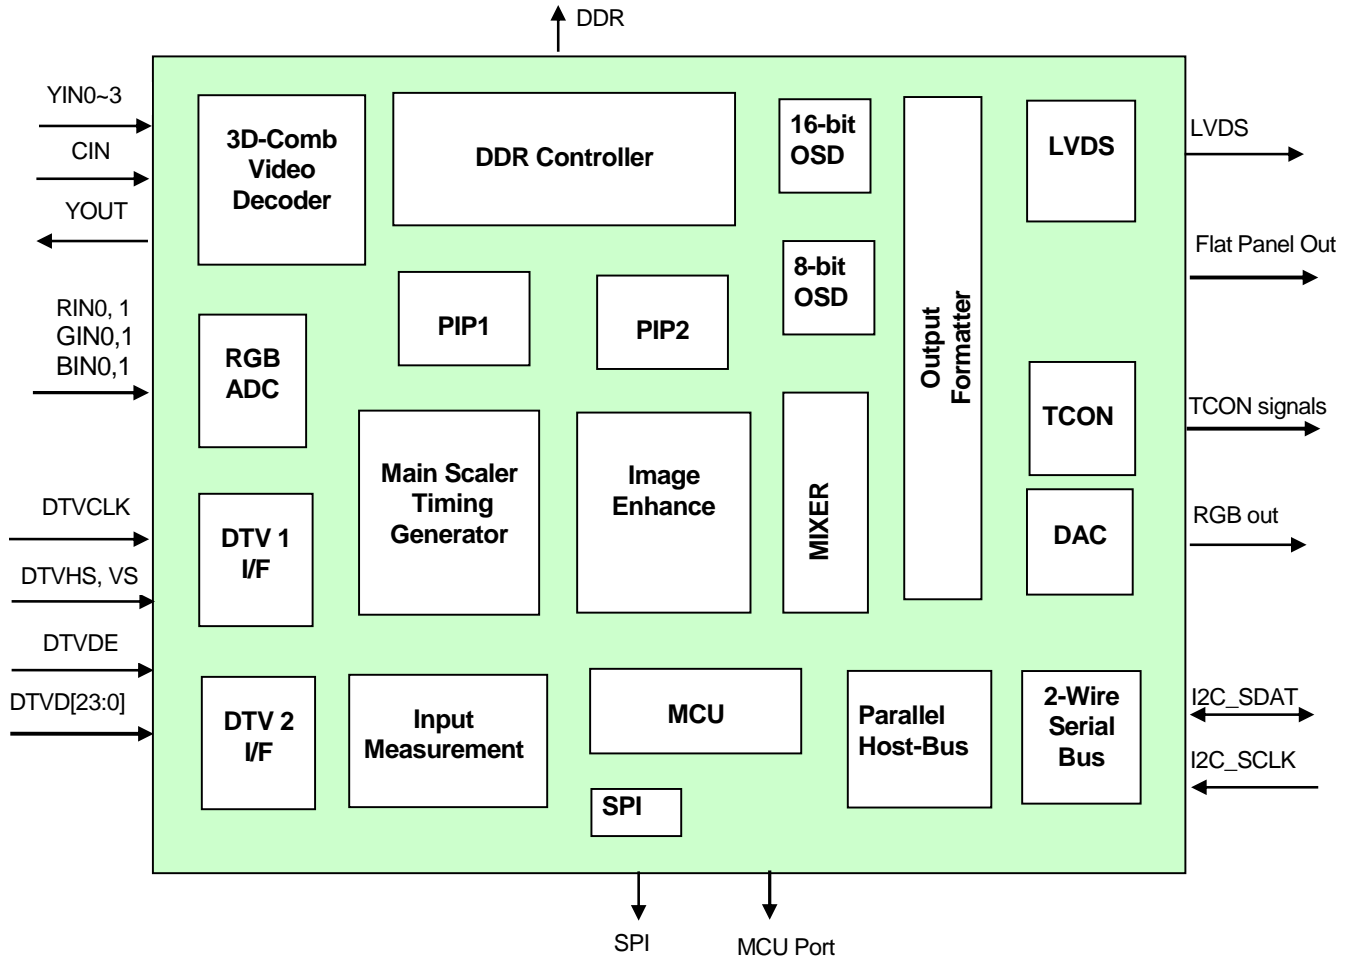 DDR
YIN0~3
CIN
YOUT
RIN0, 1
GIN0,1
BIN0,1
DTVCLK
DTVHS, VS
DTVDE
DTVD[23:0]
3D-Comb
Video
Decoder
DDR Controller
16-bit
OSD
LVDS
8-bit
OSD
PIP1
PIP2
Output
Formatter
RGB
ADC
TCON
Main Scaler
Timing
Generator
Image
Enhance
MIXER
DAC
DTV 1
I/F
DTV 2
I/F
Input
Measurement
MCU
Parallel
Host-Bus
2-Wire
Serial
Bus
SPI
LVDS
Flat Panel Out
TCON signals
RGB out
I2C_SDAT
I2C_SCLK
SPI
MCU Port